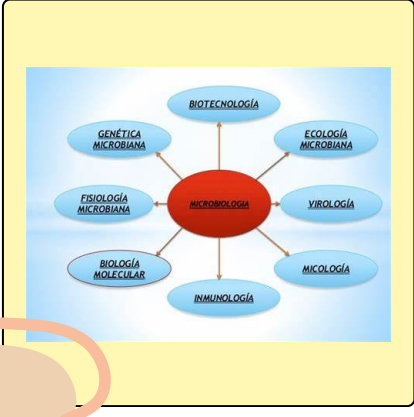 BIOTECNOLOGÍA
GENÉTICA
MICROBIANA
ECOLOGÍA
MICROBIANA
FISIOLOGÍA
MICROBIANA
MICROBIOLOGIA
VIROLOGÍA
BIOLOGÍA
MOLECULAR
MICOLOGÍA
INMUNOLOGÍA